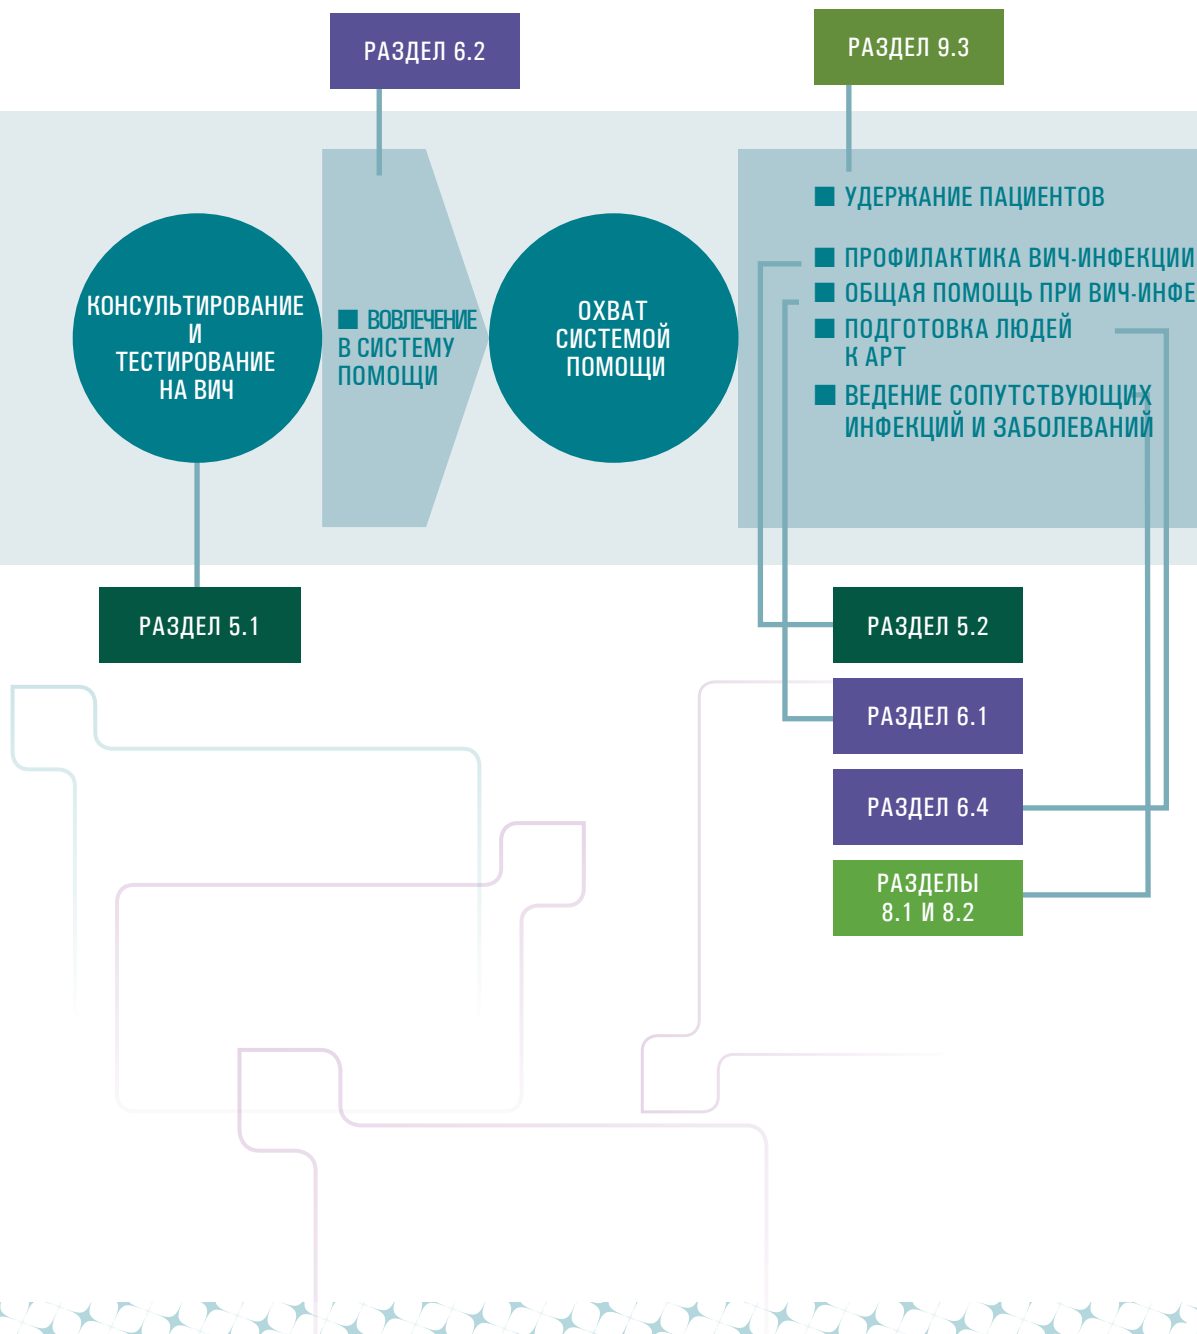 РАЗДЕЛ 6.2
РАЗДЕЛ 9.3
КОНСУЛЬТИРОВАНИЕ
И
ТЕСТИРОВАНИЕ
НА ВИЧ
■ ВОВЛЕЧЕНИЕ
В СИСТЕМУ
ПОМОЩИ
ОХВАТ
СИСТЕМОЙ
ПОМОЩИ
■ УДЕРЖАНИЕ ПАЦИЕНТОВ
■ ПРОФИЛАКТИКА ВИЧ-ИНФЕКЦИИ
■ ОБЩАЯ ПОМОЩЬ ПРИ ВИЧ-ИНФЕ
■ ПОДГОТОВКА ЛЮДЕЙ
К АРТ
■ ВЕДЕНИЕ СОПУТСТВУЮЩИХ
ИНФЕКЦИЙ И ЗАБОЛЕВАНИЙ
РАЗДЕЛ 5.1
РАЗДЕЛ 5.2
РАЗДЕЛ 6.1
РАЗДЕЛ 6.4
РАЗДЕЛЫ
8.1 И 8.2